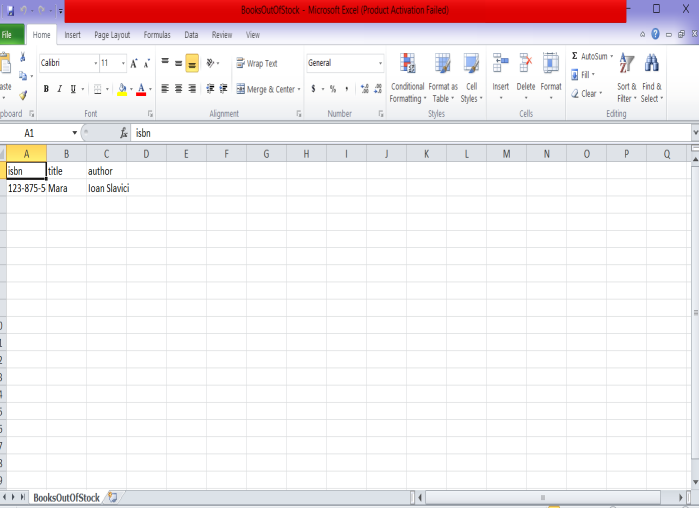 BooksOutOfStock - Microsoft Excel (Product Activation Failed)
File Home Insert Page Layout Formulas Data Review View
Calibri 11 A A Wrap Text General Conditional Formatting Format as Table Cell Styles Insert Delete Format Σ AutoSum Fill Clear Sort & Filter Find & Select
B I U A Merge & Center $ % ,
Font Alignment Number Styles Cells Editing
A1 fx isbn
A B C D E F G H I J K L M N O P Q
isbn title author
123-875-5 Mara Ioan Slavici
BooksOutOfStock